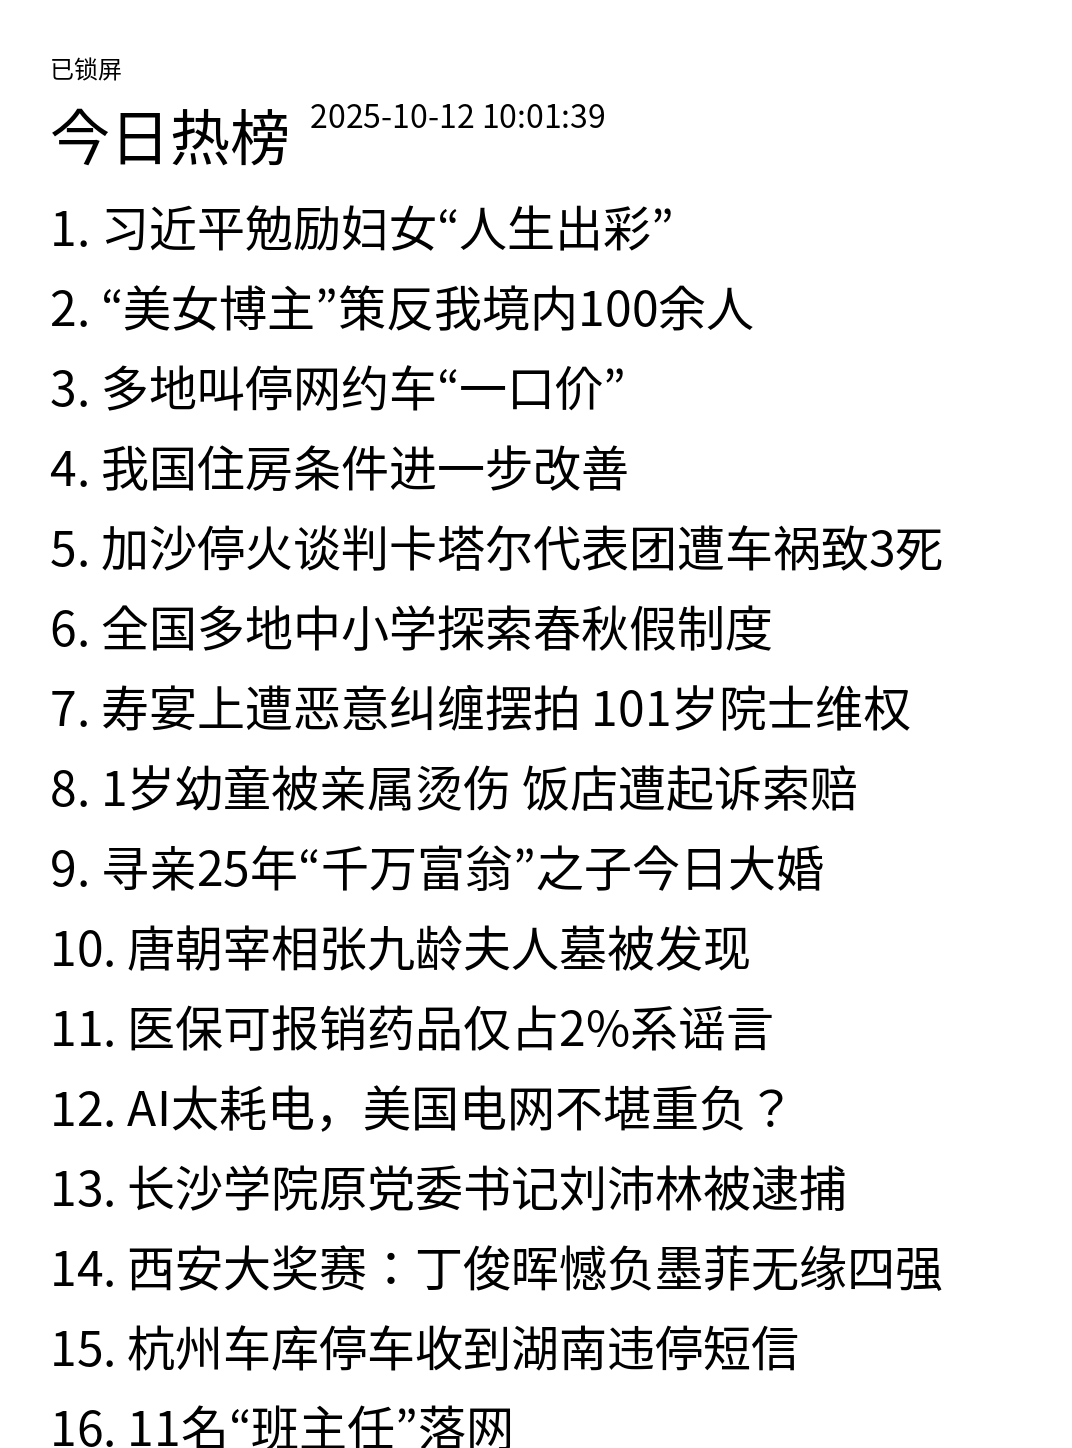 已锁屏
今日热榜 2025-10-12 10:01:39
1. 习近平勉励妇女“人生出彩”
2. “美女博主”策反我境内100余人
3. 多地叫停网约车“一口价”
4. 我国住房条件进一步改善
5. 加沙停火谈判卡塔尔代表团遭车祸致3死
6. 全国多地中小学探索春秋假制度
7. 寿宴上遭恶意纠缠摆拍 101岁院士维权
8. 1岁幼童被亲属烫伤 饭店遭起诉索赔
9. 寻亲25年“千万富翁”之子今日大婚
10. 唐朝宰相张九龄夫人墓被发现
11. 医保可报销药品仅占2%系谣言
12. AI太耗电，美国电网不堪重负？
13. 长沙学院原党委书记刘沛林被逮捕
14. 西安大奖赛：丁俊晖憾负墨菲无缘四强
15. 杭州车库停车收到湖南违停短信
16. 11名“班主任”落网